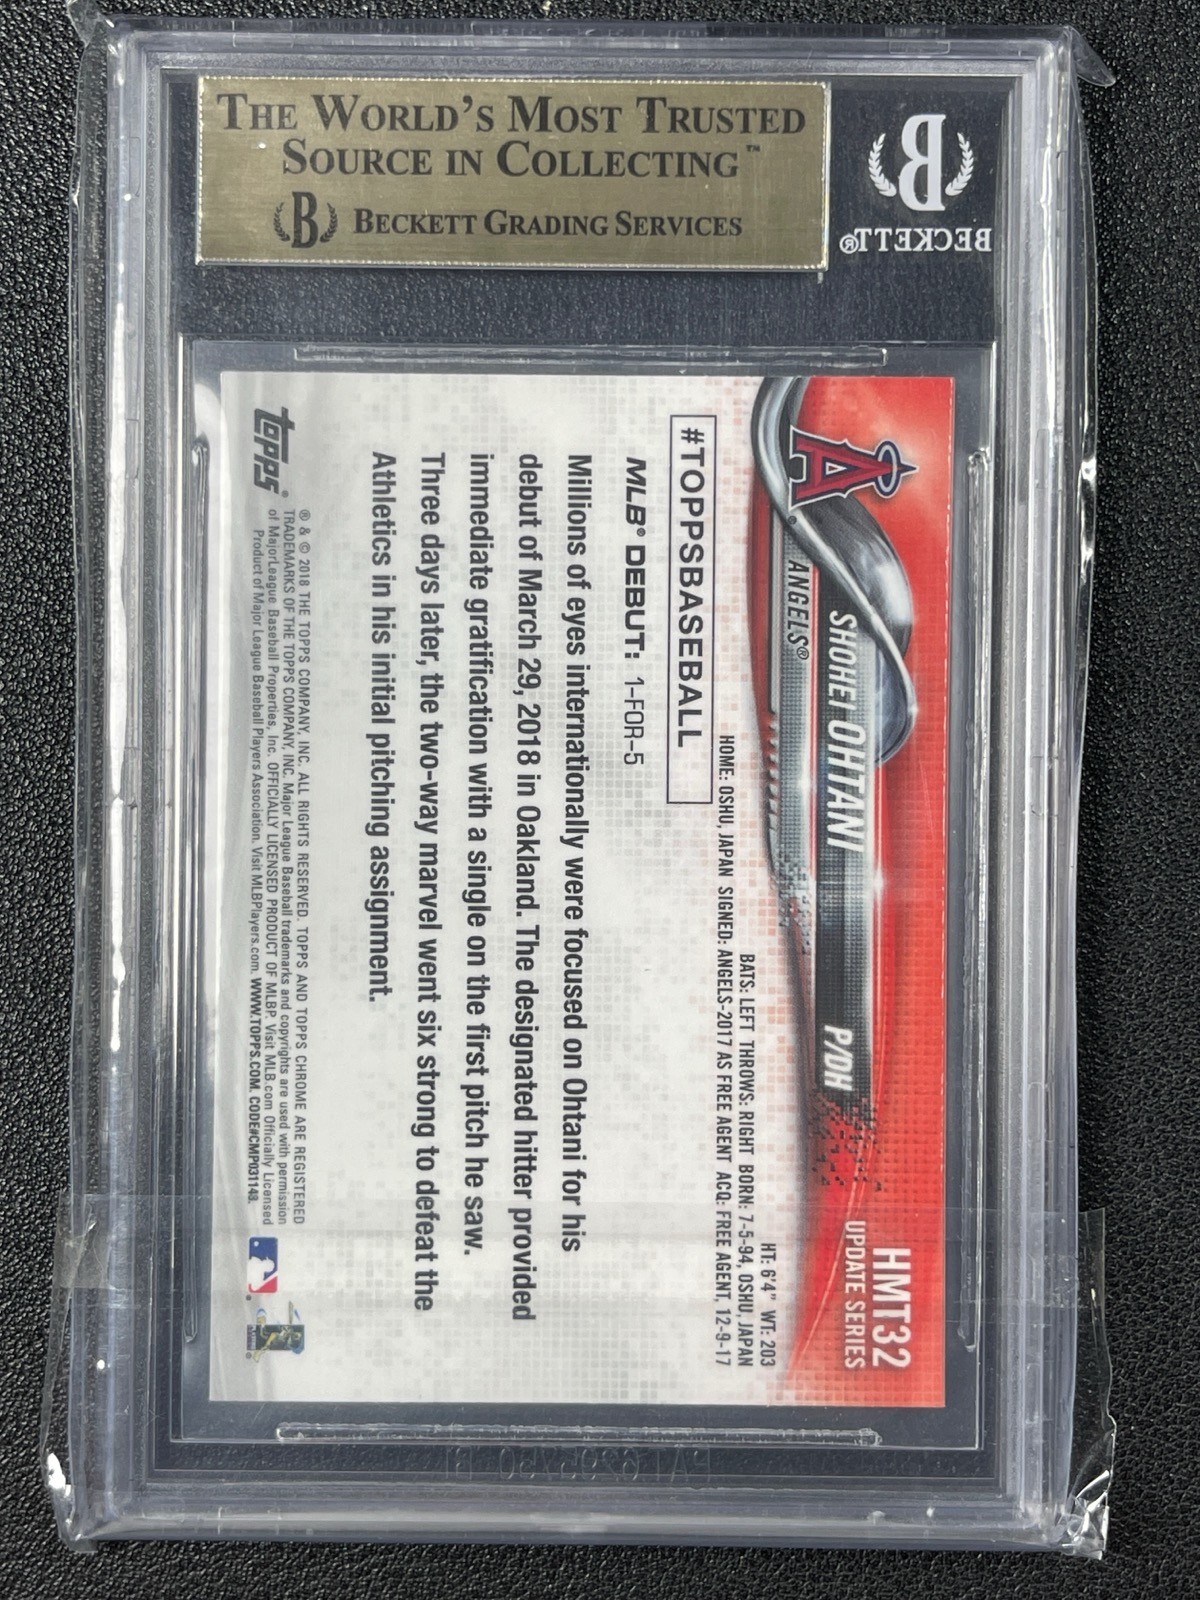 THE WORLD'S MOST TRUSTED
SOURCE IN COLLECTING™
B BECKETT GRADING SERVICES
B
BECKETT®
HMT32
UPDATE SERIES
SHOHEI OHTANI P/DH
A
ANGELS®
HT: 6'4" WT: 203
BATS: LEFT THROWS: RIGHT BORN: 7-5-94, OSHU, JAPAN
HOME: OSHU, JAPAN SIGNED: ANGELS-2017 AS FREE AGENT ACQ: FREE AGENT, 12-9-17
#TOPPSBASEBALL
MLB® DEBUT: 1-FOR-5
Millions of eyes internationally were focused on Ohtani for his
debut of March 29, 2018 in Oakland. The designated hitter provided
immediate gratification with a single on the first pitch he saw.
Three days later, the two-way marvel went six strong to defeat the
Athletics in his initial pitching assignment.
topps®
® & © 2018 THE TOPPS COMPANY, INC. ALL RIGHTS RESERVED. TOPPS AND TOPPS CHROME ARE REGISTERED
TRADEMARKS OF THE TOPPS COMPANY, INC. Major League Baseball trademarks and copyrights are used with permission
of Major League Baseball Properties, Inc. OFFICIALLY LICENSED PRODUCT OF MLBP. Visit MLB.com Officially Licensed
Product of Major League Baseball Players Association. Visit MLBPlayers.com. WWW.TOPPS.COM. CODE#CMP031148.